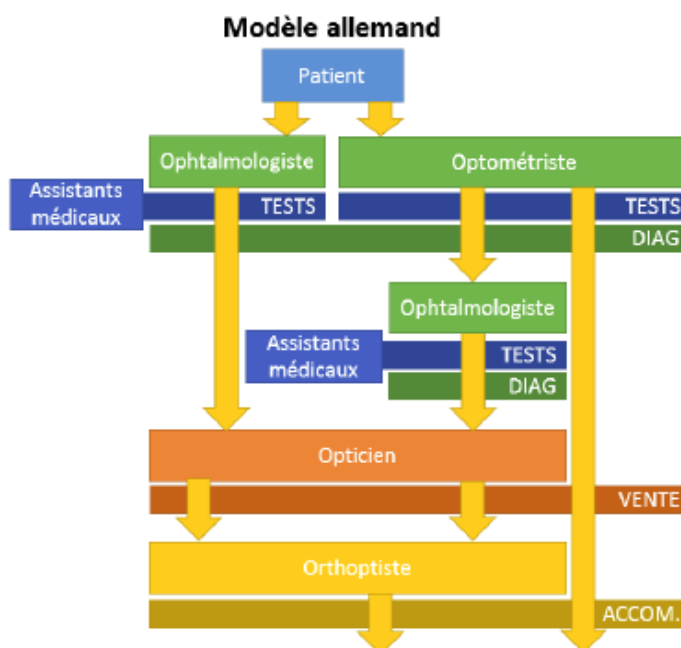 Modèle allemand
Patient
Ophtalmologiste
Optométriste
Assistants
médicaux
TESTS
TESTS
DIAG
Ophtalmologiste
Assistants
médicaux
TESTS
DIAG
Opticien
VENTE
Orthoptiste
ACCOM.